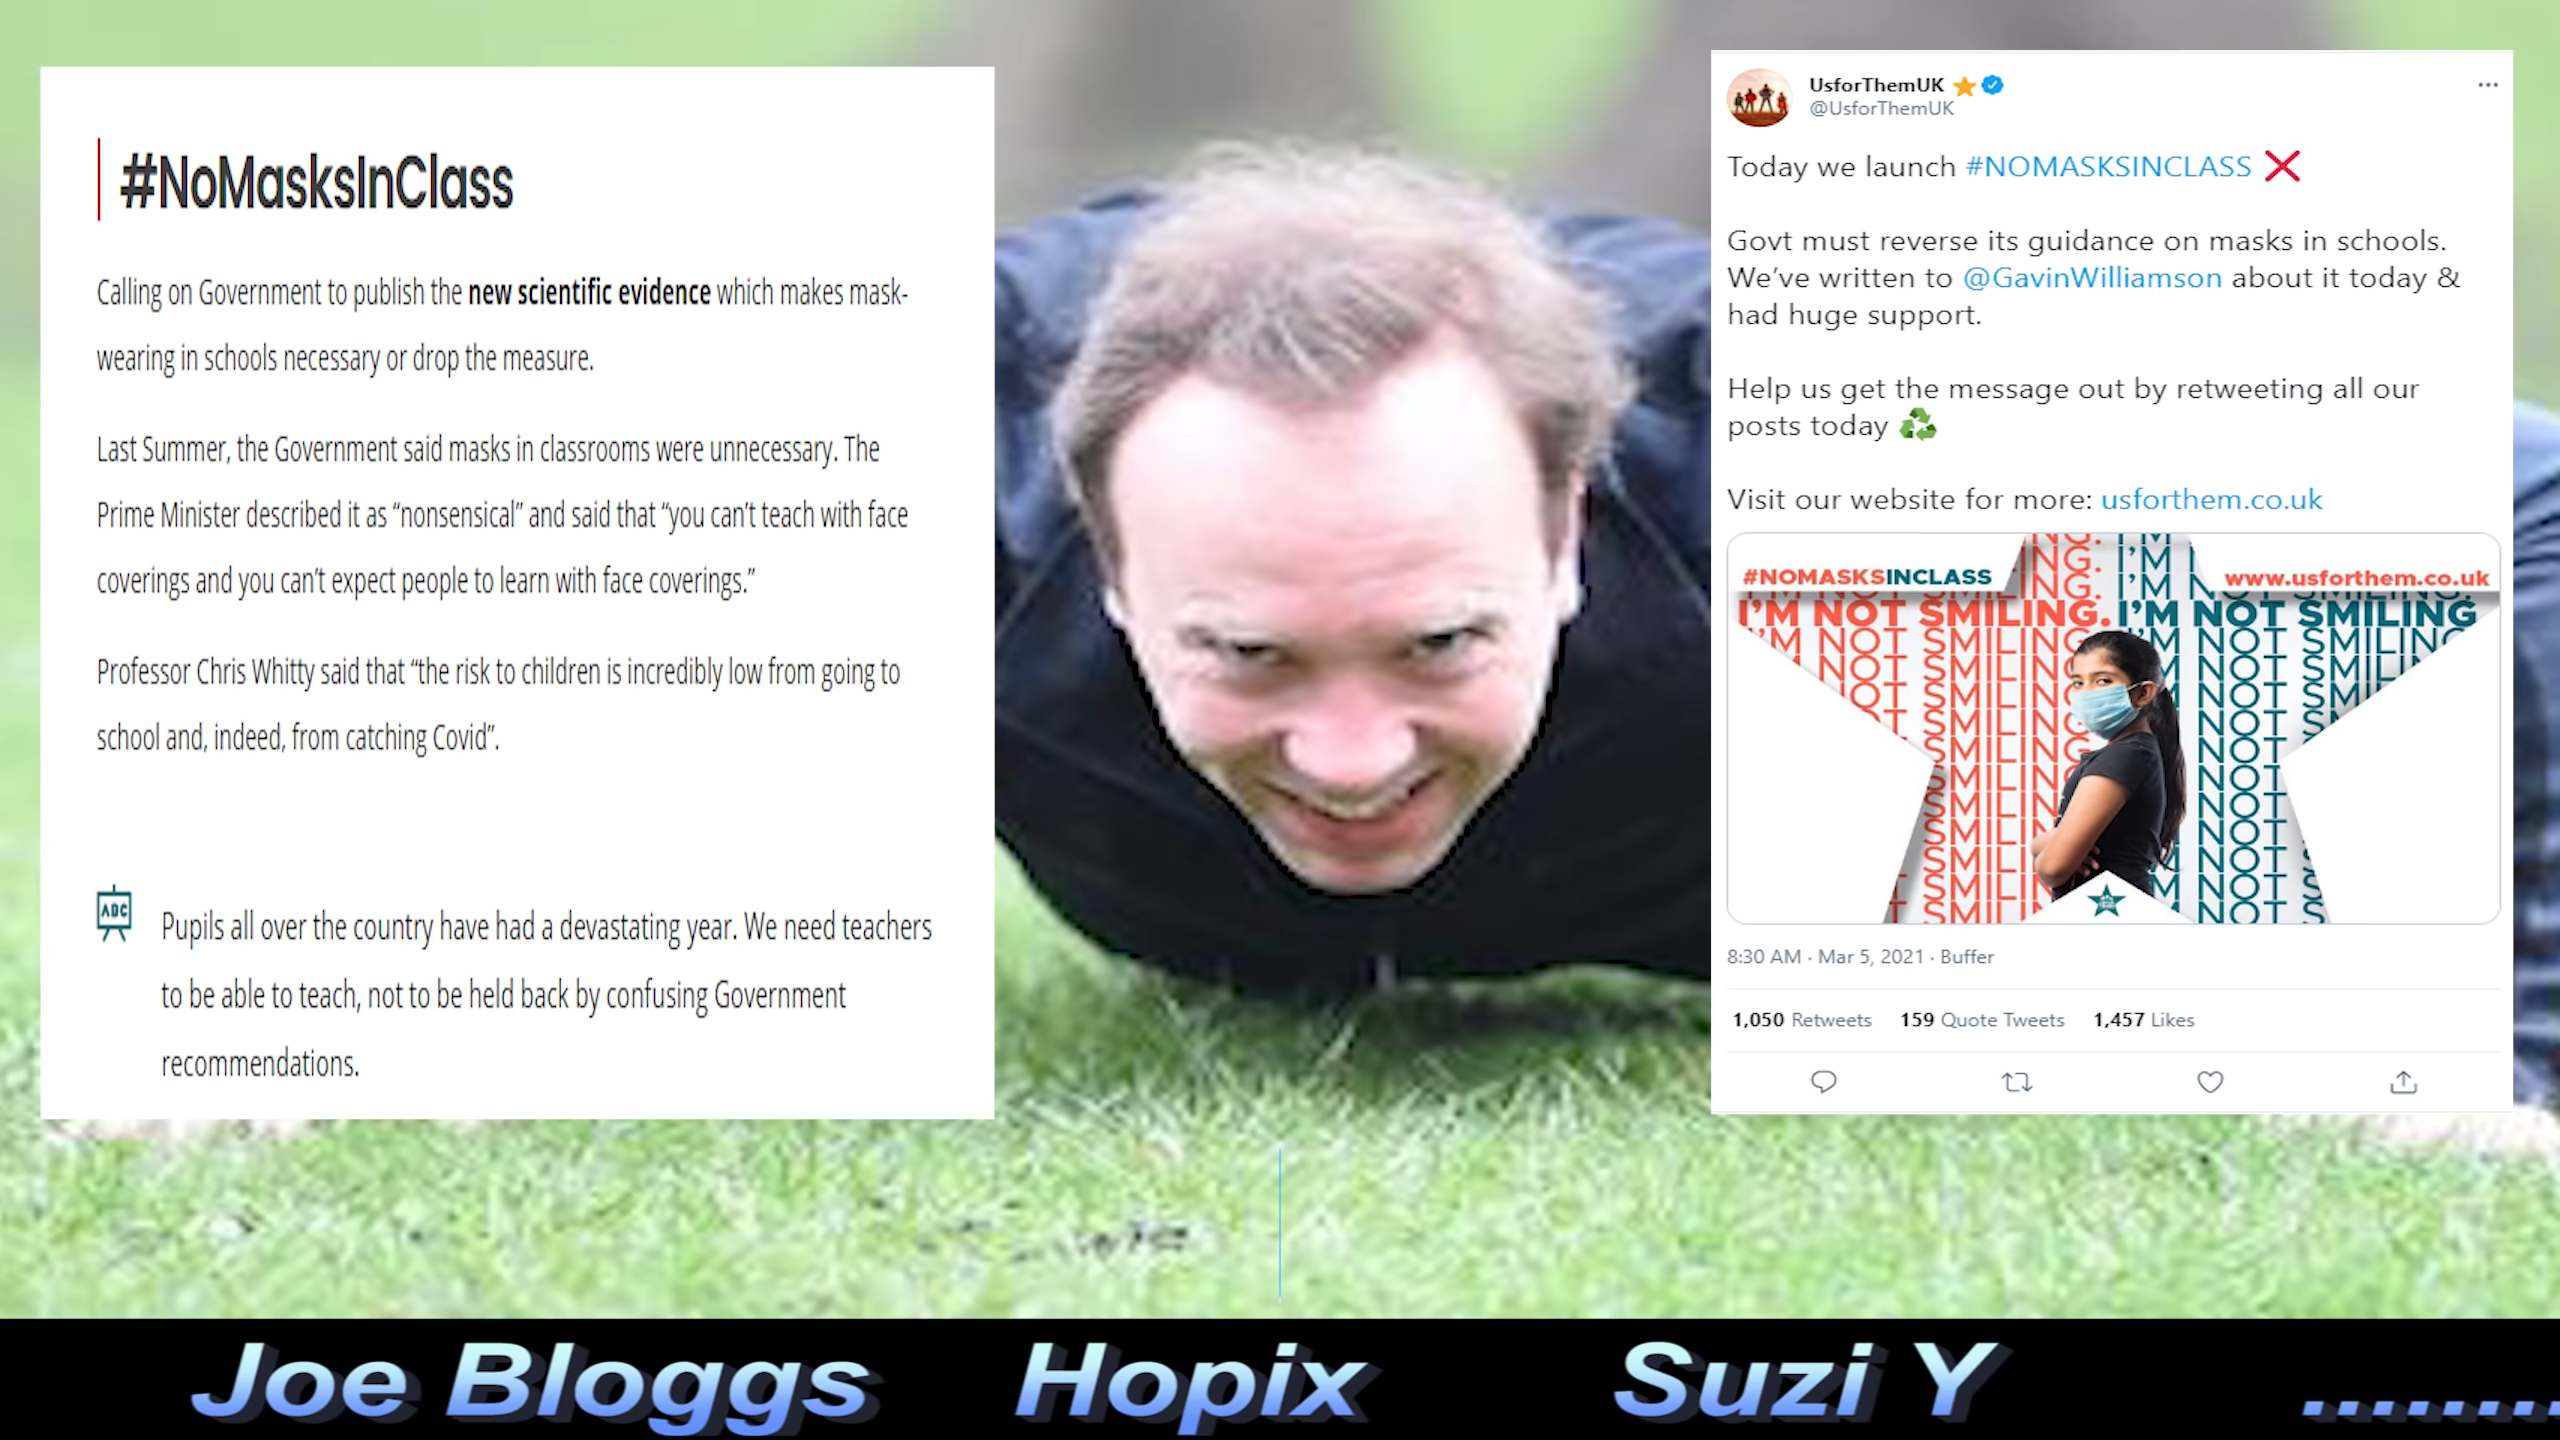 #NoMasksInClass
Calling on Government to publish the new scientific evidence which makes mask-
wearing in schools necessary or drop the measure.
Last Summer, the Government said masks in classrooms were unnecessary. The
Prime Minister described it as “nonsensical” and said that “you can’t teach with face
coverings and you can’t expect people to learn with face coverings.”
Professor Chris Whitty said that “the risk to children is incredibly low from going to
school and, indeed, from catching Covid”.
ABC
Pupils all over the country have had a devastating year. We need teachers
to be able to teach, not to be held back by confusing Government
recommendations.
UsforThemUK
@UsforThemUK
Today we launch #NOMASKSINCLASS ❌
Govt must reverse its guidance on masks in schools.
We’ve written to @GavinWilliamson about it today &
had huge support.
Help us get the message out by retweeting all our
posts today ♻️
Visit our website for more: usforthem.co.uk
#NOMASKSINCLASS
www.usforthem.co.uk
I’M NOT SMILING. I’M NOT SMILING
8:30 AM · Mar 5, 2021 · Buffer
1,050 Retweets 159 Quote Tweets 1,457 Likes
Joe Bloggs Hopix Suzi Y ........